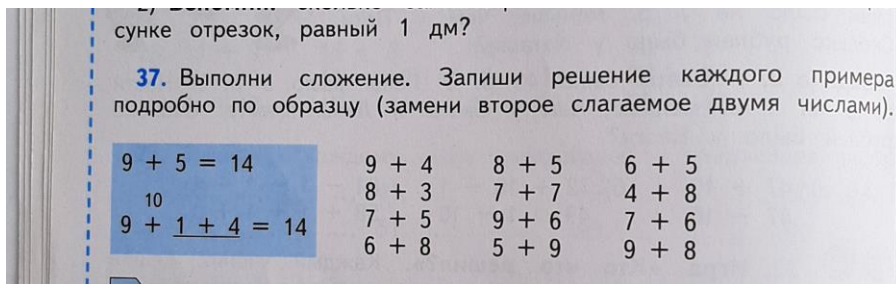 сунке отрезок, равный 1 дм?
37. Выполни сложение. Запиши решение каждого примера
подробно по образцу (замени второе слагаемое двумя числами).
9 + 5 = 14
10
9 + 1 + 4 = 14
9 + 4 8 + 5 6 + 5
8 + 3 7 + 7 4 + 8
7 + 5 9 + 6 7 + 6
6 + 8 5 + 9 9 + 8